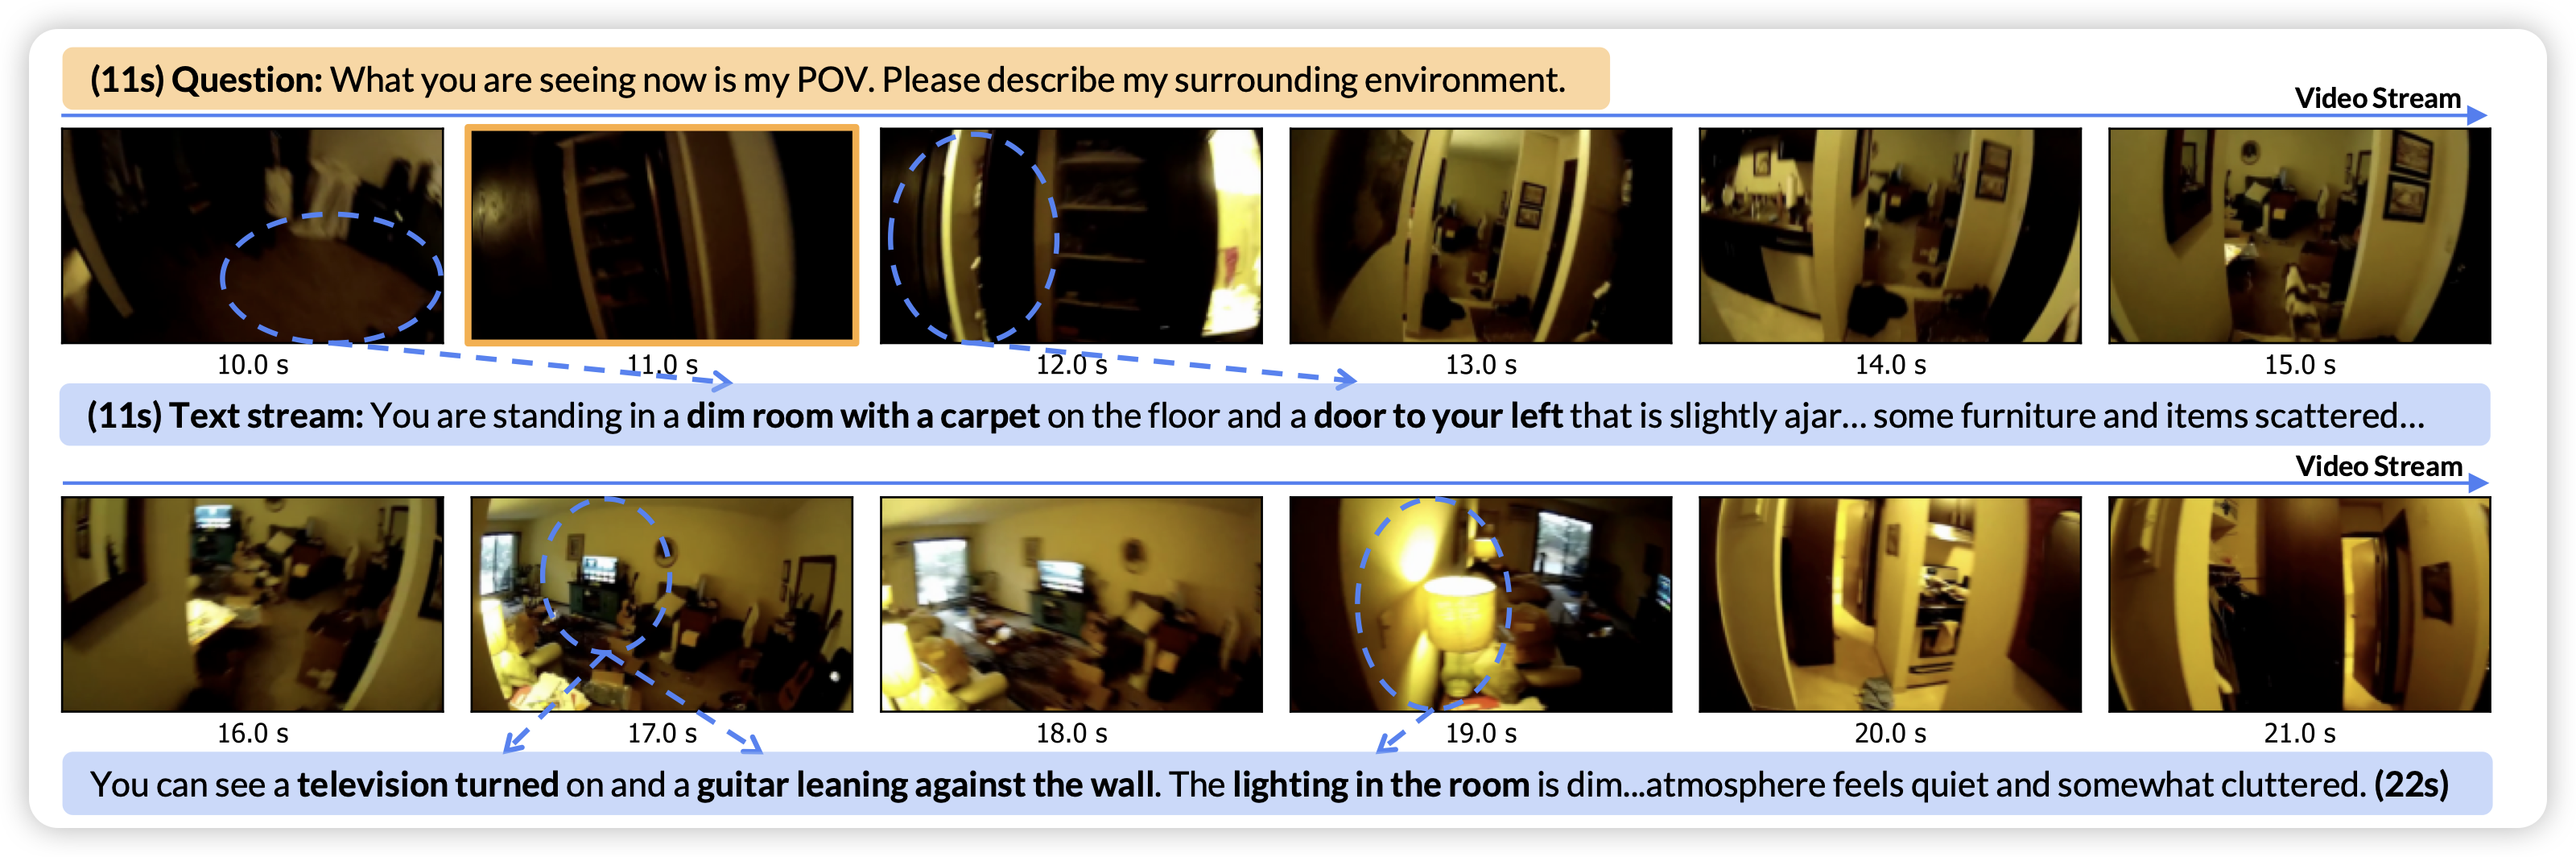 (11s) Question: What you are seeing now is my POV. Please describe my surrounding environment.
Video Stream
10.0 s 11.0 s 12.0 s 13.0 s 14.0 s 15.0 s
(11s) Text stream: You are standing in a dim room with a carpet on the floor and a door to your left that is slightly ajar... some furniture and items scattered...
Video Stream
16.0 s 17.0 s 18.0 s 19.0 s 20.0 s 21.0 s
You can see a television turned on and a guitar leaning against the wall. The lighting in the room is dim...atmosphere feels quiet and somewhat cluttered. (22s)